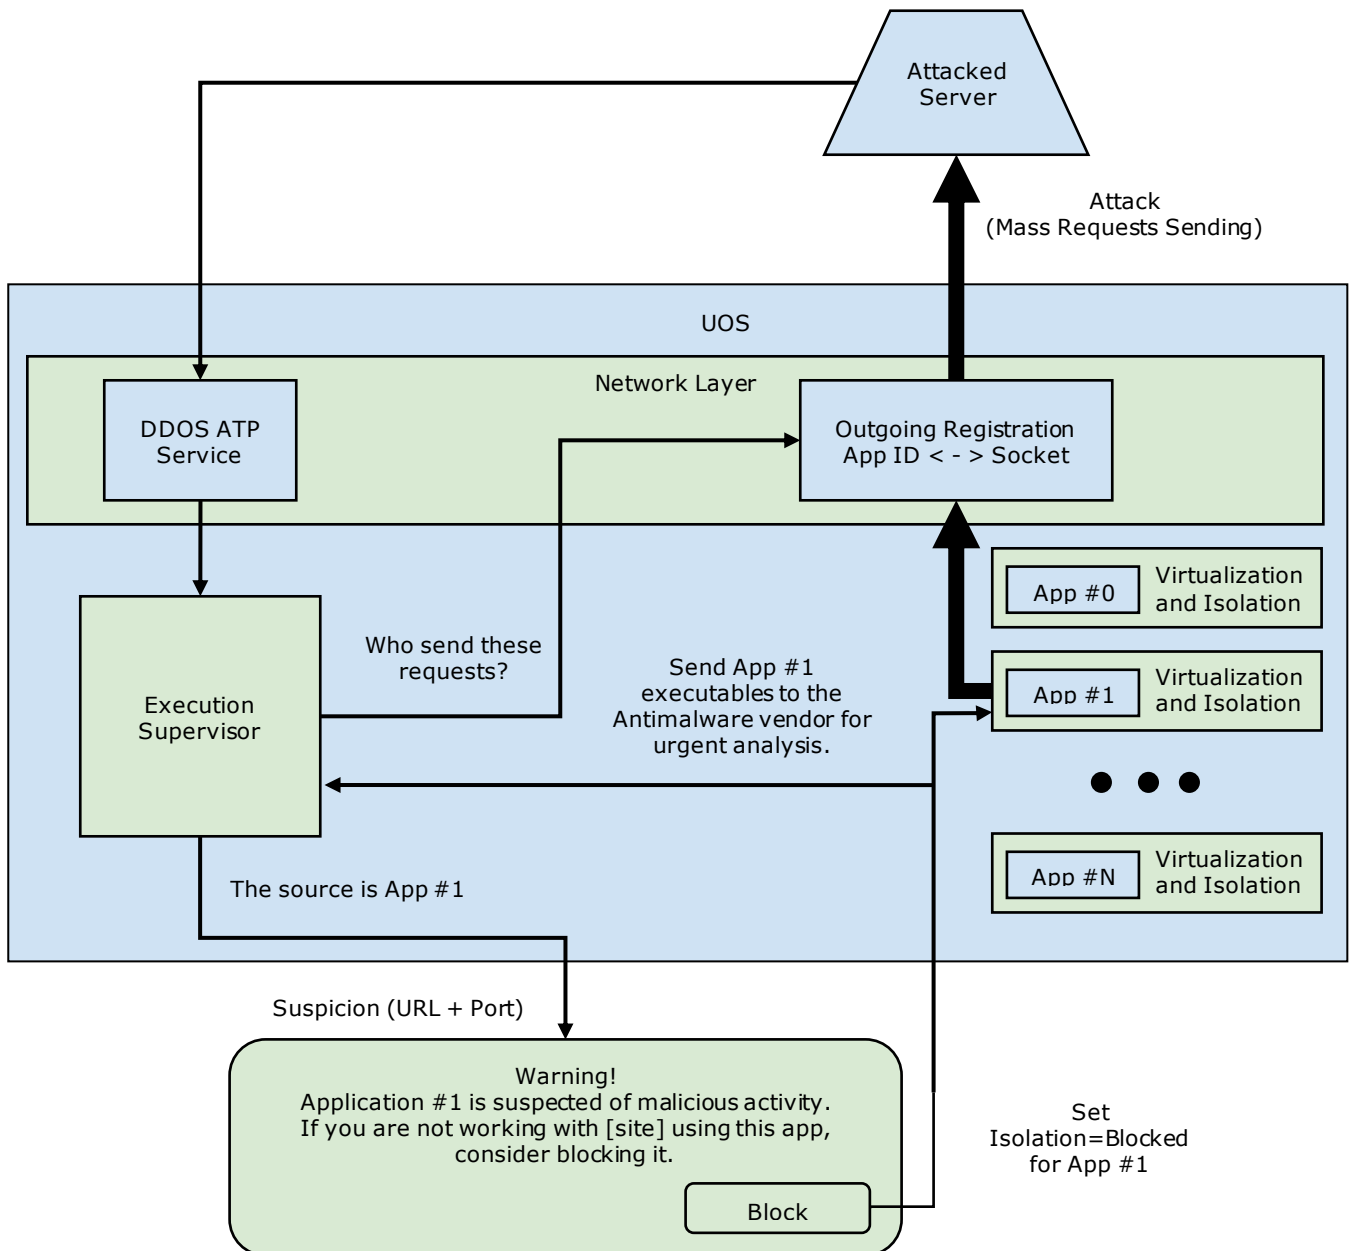 Attacked
Server
Attack
(Mass Requests Sending)
UOS
Network Layer
DDOS ATP
Service
Outgoing Registration
App ID < - > Socket
App #0
Virtualization
and Isolation
Who send these
requests?
Send App #1
executables to the
Antimalware vendor for
urgent analysis.
App #1
Virtualization
and Isolation
Execution
Supervisor
App #N
Virtualization
and Isolation
The source is App #1
Suspicion (URL + Port)
Warning!
Application #1 is suspected of malicious activity.
If you are not working with [site] using this app,
consider blocking it.
Block
Set
Isolation=Blocked
for App #1